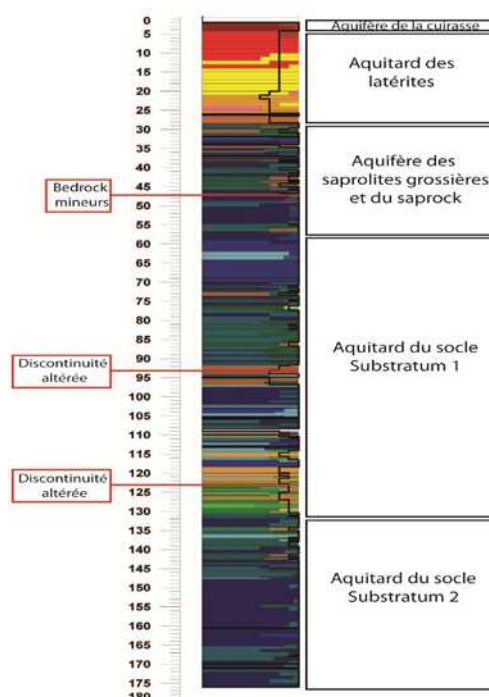 0
5
10
15
20
25
30
35
40
45
50
55
60
65
70
75
80
85
90
95
100
105
110
115
120
125
130
135
140
145
150
155
160
165
170
175
180
Bedrock
mineurs
Discontinuité
altérée
Discontinuité
altérée
Aquifère de la cuirasse
Aquitard des
latérites
Aquifère des
saprolites grossières
et du saprock
Aquitard du socle
Substratum 1
Aquitard du socle
Substratum 2